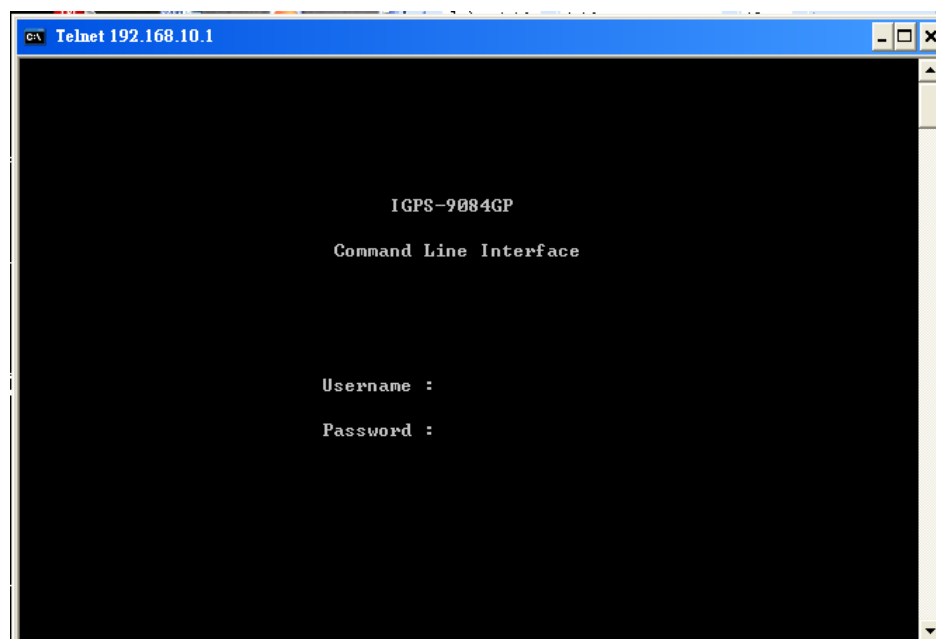 Telnet 192.168.10.1
IGPS-9084GP
Command Line Interface
Username :
Password :